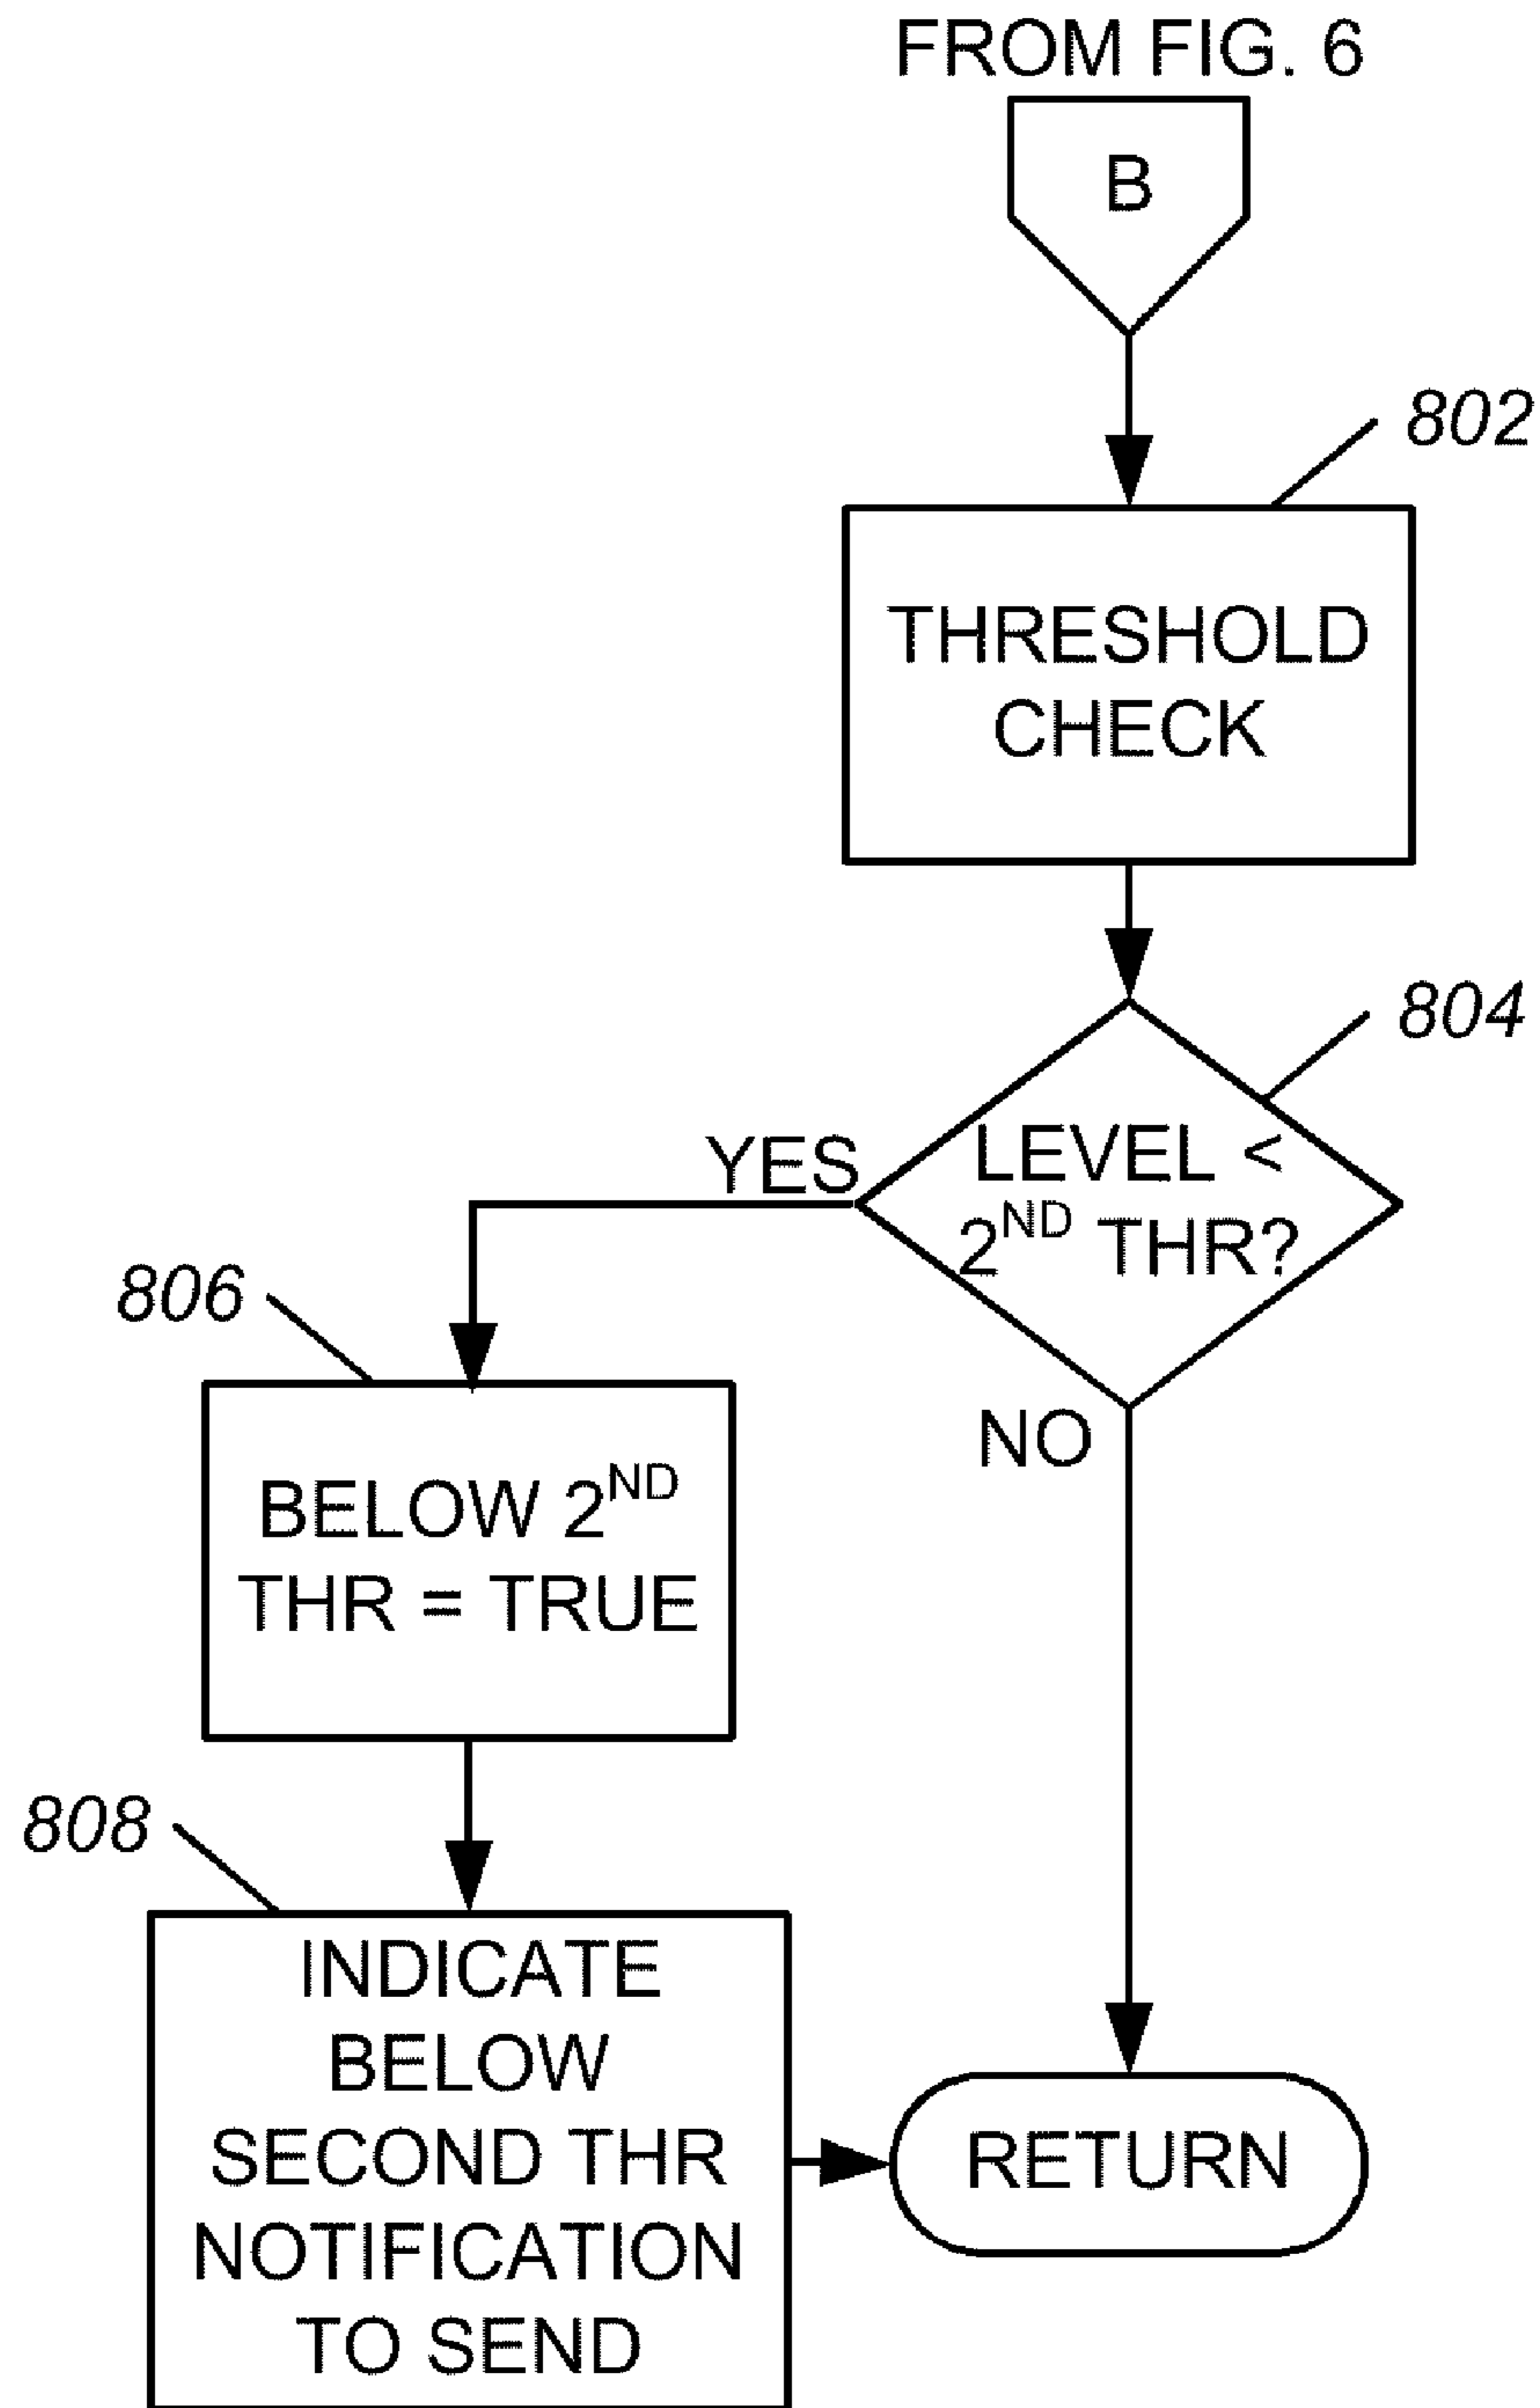 FROM FIG. 6
B
802
THRESHOLD
CHECK
804
LEVEL <
2ND THR?
YES
NO
806
BELOW 2ND
THR = TRUE
808
INDICATE
BELOW
SECOND THR
NOTIFICATION
TO SEND
RETURN